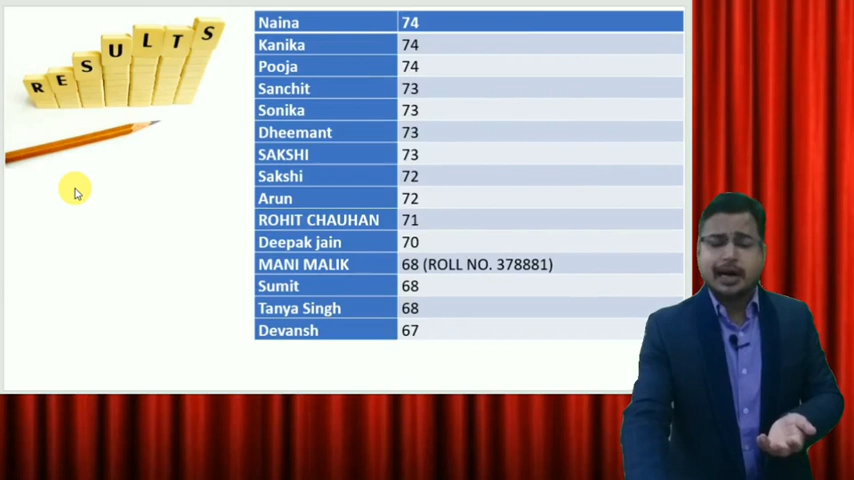 RESULTS
Naina 74
Kanika 74
Pooja 74
Sanchit 73
Sonika 73
Dheemant 73
SAKSHI 73
Sakshi 72
Arun 72
ROHIT CHAUHAN 71
Deepak jain 70
MANI MALIK 68 (ROLL NO. 378881)
Sumit 68
Tanya Singh 68
Devansh 67